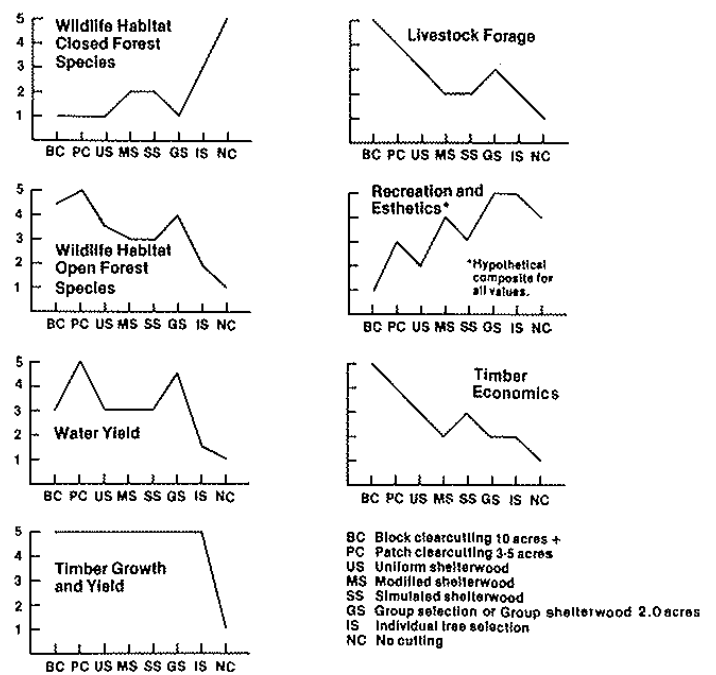 Wildlife Habitat
Closed Forest
Species
5
4
3
2
1
BC PC US MS SS GS IS NC
Livestock Forage
BC PC US MS SS GS IS NC
Wildlife Habitat
Open Forest
Species
5
4
3
2
1
BC PC US MS SS GS IS NC
Recreation and
Esthetics*
*Hypothetical
composite for
all values.
BC PC US MS SS GS IS NC
Water Yield
5
4
3
2
1
BC PC US MS SS GS IS NC
Timber
Economics
BC PC US MS SS GS IS NC
Timber Growth
and Yield
5
4
3
2
1
BC PC US MS SS GS IS NC
BC Block clearcutting 10 acres +
PC Patch clearcutting 3-5 acres
US Uniform shelterwood
MS Modified shelterwood
SS Simulated shelterwood
GS Group selection or Group shelterwood 2.0 acres
IS Individual tree selection
NC No cutting